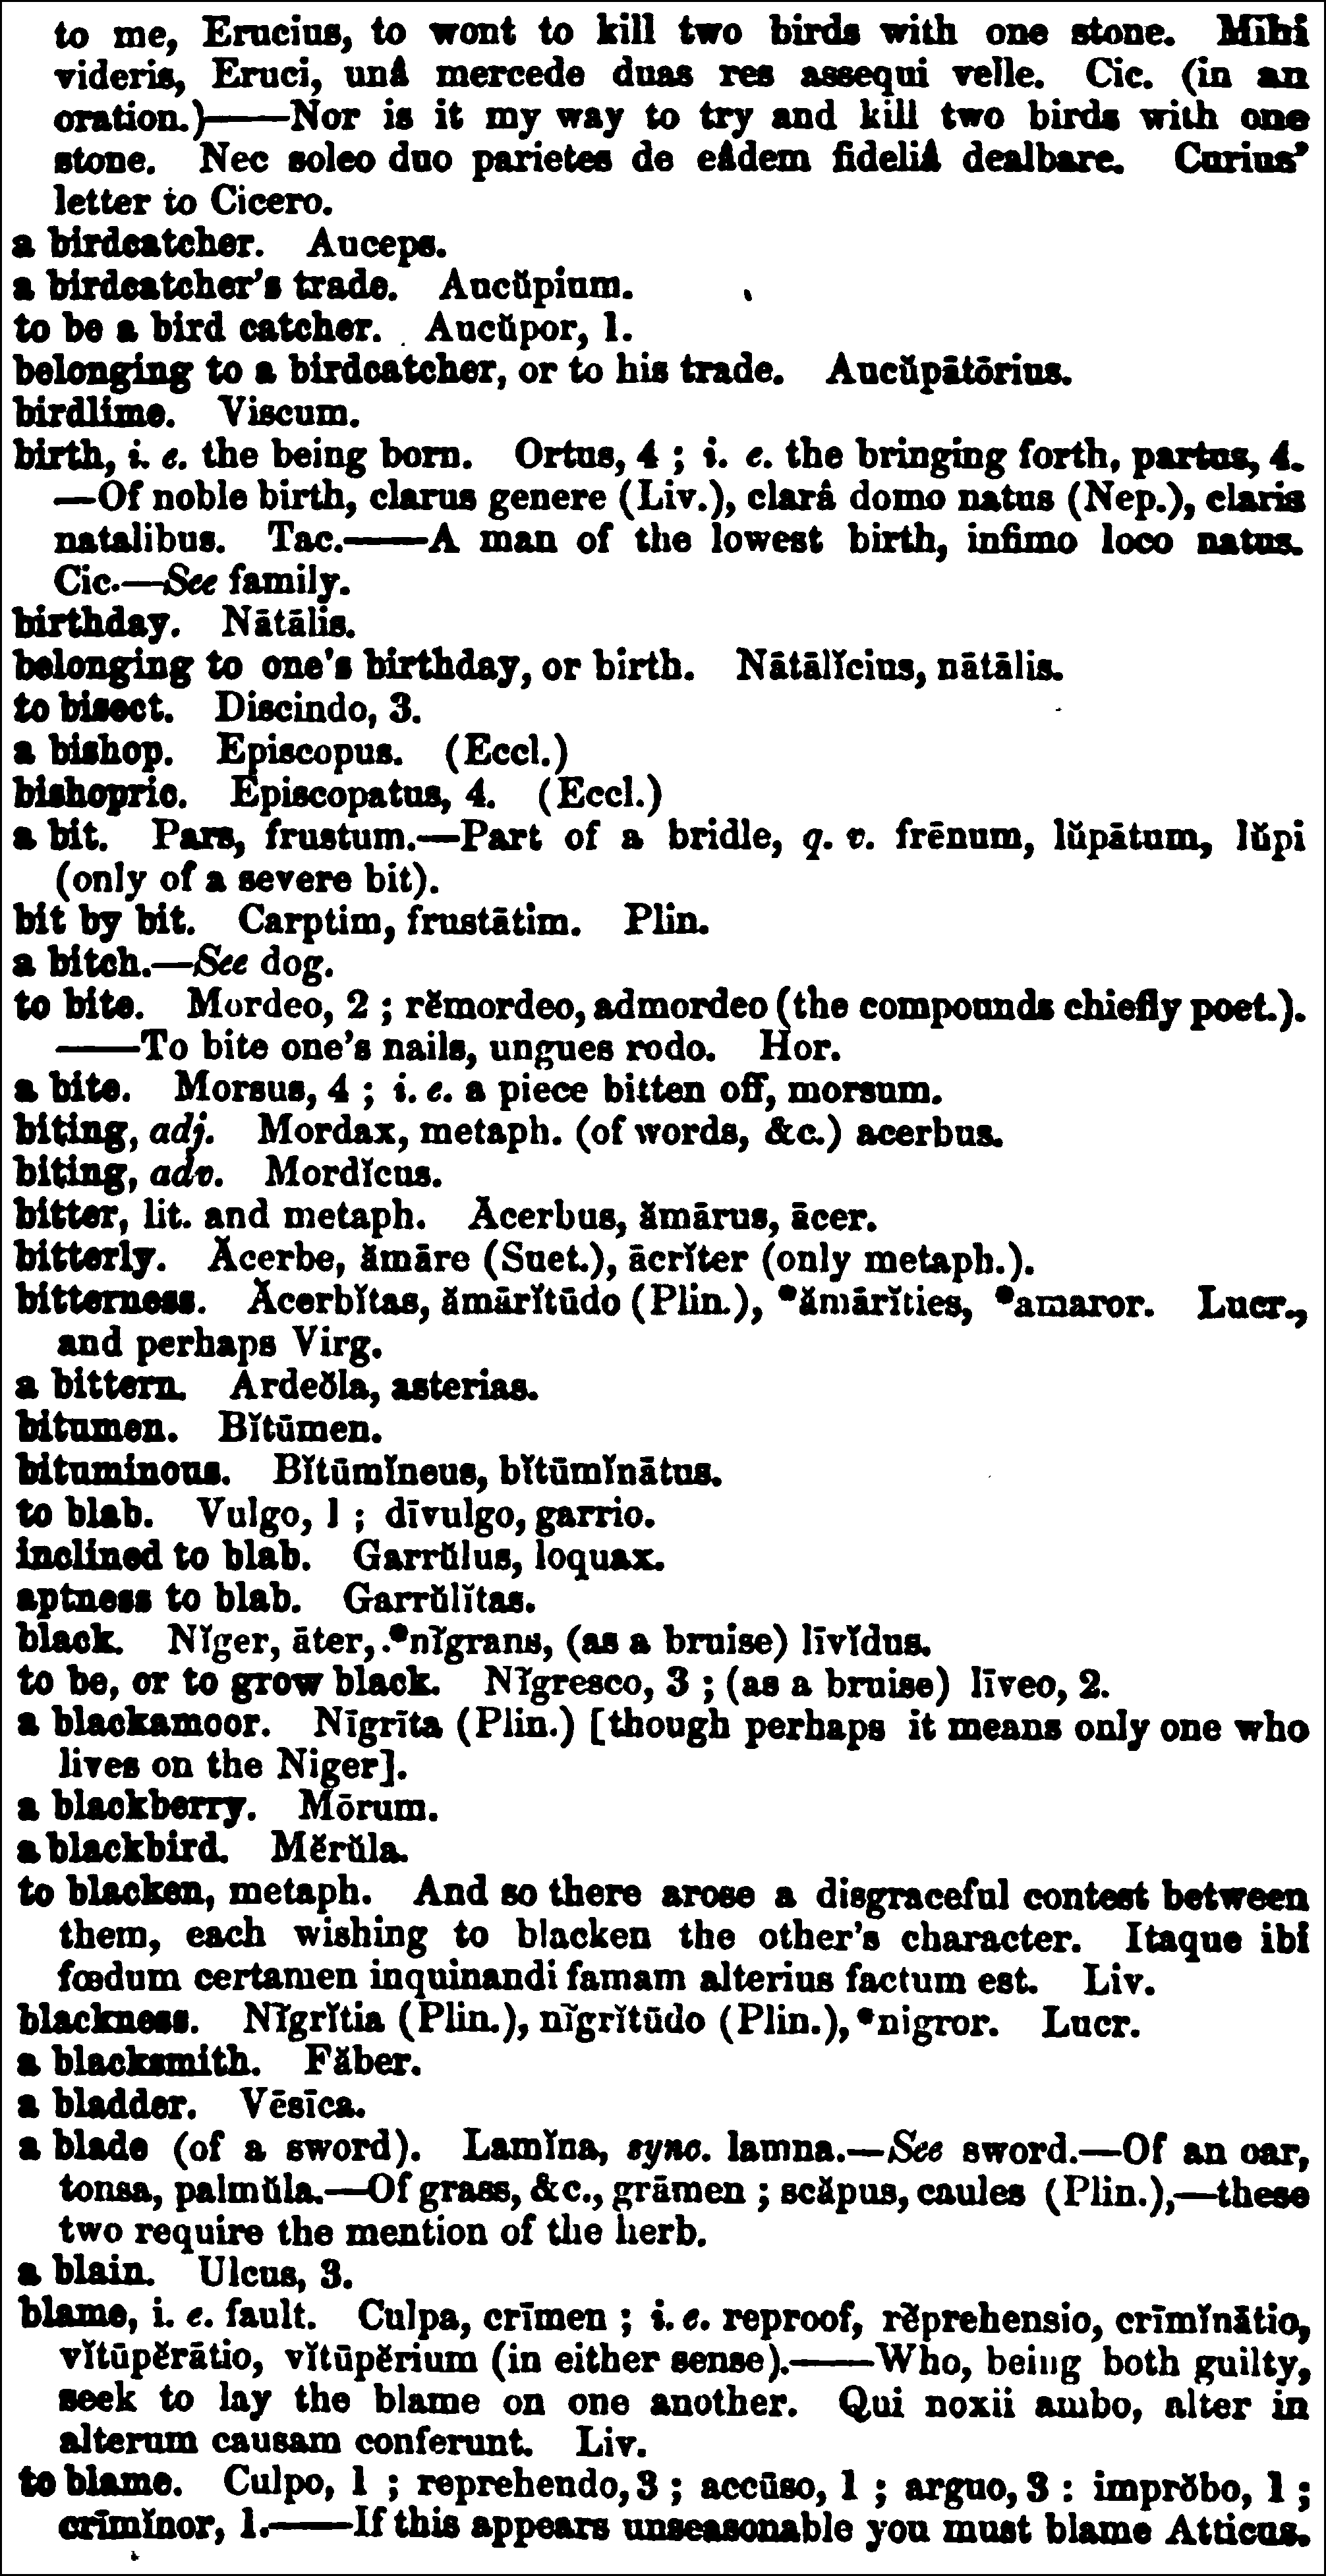 to me, Erucius, to wont to kill two birds with one stone. Mihi
videris, Eruci, unâ mercede duas res assequi velle. Cic. (in an
oration.)——Nor is it my way to try and kill two birds with one
stone. Nec soleo duo parietes de eâdem fideliâ dealbare. Curius’
letter to Cicero.
a birdcatcher. Auceps.
a birdcatcher’s trade. Aucŭpium.
to be a bird catcher. Aucŭpor, 1.
belonging to a birdcatcher, or to his trade. Aucŭpātōrius.
birdlime. Viscum.
birth, i. e. the being born. Ortus, 4 ; i. e. the bringing forth, partus, 4.
—Of noble birth, clarus genere (Liv.), clarâ domo natus (Nep.), claris
natalibus. Tac.——A man of the lowest birth, infimo loco natus.
Cic.—See family.
birthday. Nātālis.
belonging to one’s birthday, or birth. Nātālĭcius, nātālis.
to bisect. Discindo, 3.
a bishop. Episcopus. (Eccl.)
bishopric. Episcopatus, 4. (Eccl.)
a bit. Pars, frustum.—Part of a bridle, q. v. frēnum, lŭpātum, lŭpi
(only of a severe bit).
bit by bit. Carptim, frustātim. Plin.
a bitch.—See dog.
to bite. Mordeo, 2 ; rĕmordeo, admordeo (the compounds chiefly poet.).
——To bite one’s nails, ungues rodo. Hor.
a bite. Morsus, 4 ; i. e. a piece bitten off, morsum.
biting, adj. Mordax, metaph. (of words, &c.) acerbus.
biting, adv. Mordĭcus.
bitter, lit. and metaph. Ăcerbus, ămārus, ācer.
bitterly. Ăcerbe, ămāre (Suet.), ācrĭter (only metaph.).
bitterness. Ăcerbĭtas, ămārĭtūdo (Plin.), *ămārĭties, *amaror. Lucr.,
and perhaps Virg.
a bittern. Ardeŏla, asterias.
bitumen. Bĭtūmen.
bituminous. Bĭtūmĭneus, bĭtūmĭnātus.
to blab. Vulgo, 1 ; dīvulgo, garrio.
inclined to blab. Garrŭlus, loquax.
aptness to blab. Garrŭlĭtas.
black. Nĭger, āter, *nĭgrans, (as a bruise) līvĭdus.
to be, or to grow black. Nĭgresco, 3 ; (as a bruise) līveo, 2.
a blackamoor. Nīgrīta (Plin.) [though perhaps it means only one who
lives on the Niger].
a blackberry. Mōrum.
a blackbird. Mĕrŭla.
to blacken, metaph. And so there arose a disgraceful contest between
them, each wishing to blacken the other’s character. Itaque ibi
fœdum certamen inquinandi famam alterius factum est. Liv.
blackness. Nĭgrĭtia (Plin.), nĭgrĭtūdo (Plin.), *nigror. Lucr.
a blacksmith. Făber.
a bladder. Vēsīca.
a blade (of a sword). Lamĭna, sync. lamna.—See sword.—Of an oar,
tonsa, palmŭla.—Of grass, &c., grāmen ; scăpus, caules (Plin.),—these
two require the mention of the herb.
a blain. Ulcus, 3.
blame, i. e. fault. Culpa, crīmen ; i. e. reproof, rĕprehensio, crīmĭnātio,
vĭtūpĕrātio, vĭtūpĕrium (in either sense).——Who, being both guilty,
seek to lay the blame on one another. Qui noxii ambo, alter in
alterum causam conferunt. Liv.
to blame. Culpo, 1 ; reprehendo, 3 ; accūso, 1 ; arguo, 3 : imprŏbo, 1 ;
crīmĭnor, 1.——If this appears unseasonable you must blame Atticus.